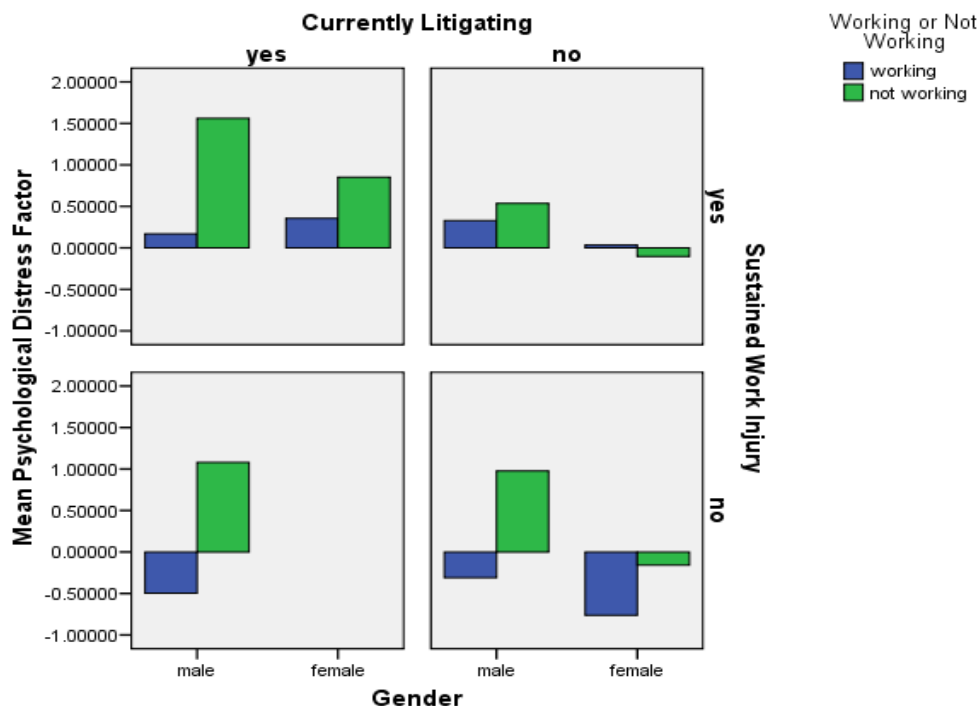 Currently Litigating
yes
no
Working or Not
Working
working
not working
Mean Psychological Distress Factor
2.00000
1.50000
1.00000
0.50000
0.00000
-0.50000
-1.00000
yes
Sustained Work Injury
2.00000
1.50000
1.00000
0.50000
0.00000
-0.50000
-1.00000
no
male
female
male
female
Gender